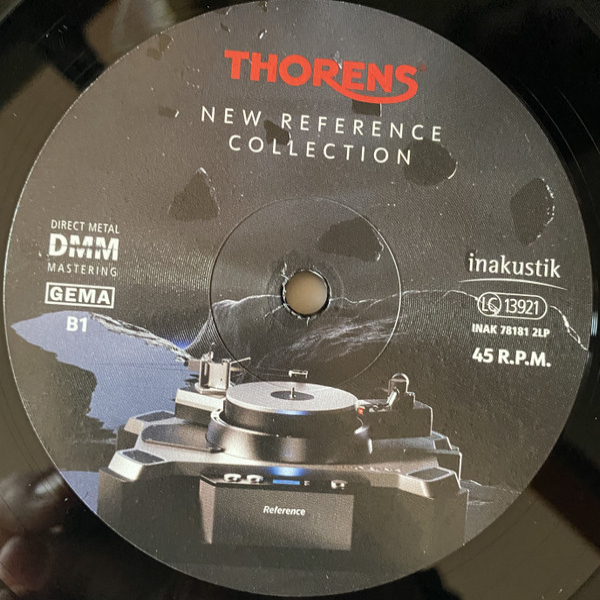 THORENS®
NEW REFERENCE
COLLECTION
DIRECT METAL
DMM
MASTERING
GEMA
B1
inakustik
LC 13921
INAK 78181 2LP
45 R.P.M.
Reference